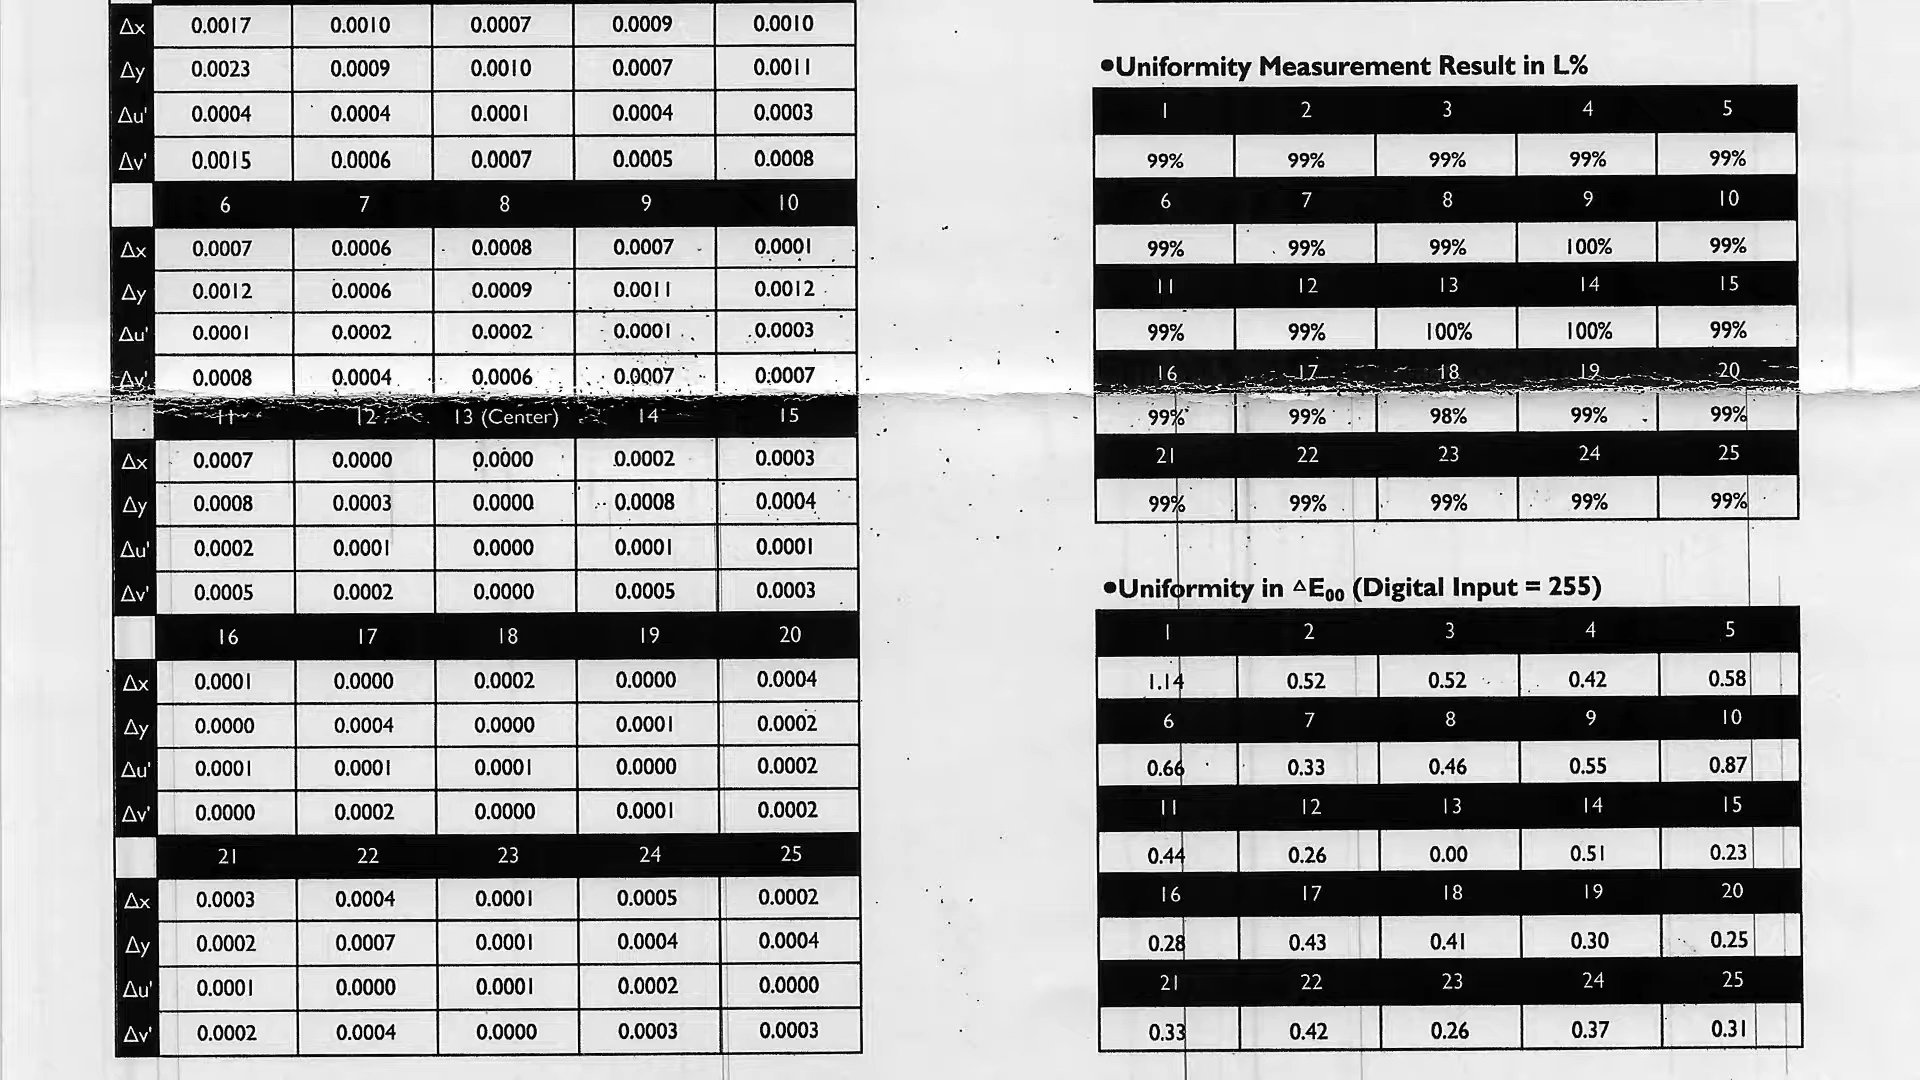 Δx 0.0017 0.0010 0.0007 0.0009 0.0010
Δy 0.0023 0.0009 0.0010 0.0007 0.0011
Δu' 0.0004 0.0004 0.0001 0.0004 0.0003
Δv' 0.0015 0.0006 0.0007 0.0005 0.0008
6 7 8 9 10
Δx 0.0007 0.0006 0.0008 0.0007 0.0001
Δy 0.0012 0.0006 0.0009 0.0011 0.0012
Δu' 0.0001 0.0002 0.0002 0.0001 0.0003
Δv' 0.0008 0.0004 0.0006 0.0007 0.0007
11 12 13 (Center) 14 15
Δx 0.0007 0.0000 0.0000 0.0002 0.0003
Δy 0.0008 0.0003 0.0000 0.0008 0.0004
Δu' 0.0002 0.0001 0.0000 0.0001 0.0001
Δv' 0.0005 0.0002 0.0000 0.0005 0.0003
16 17 18 19 20
Δx 0.0001 0.0000 0.0002 0.0000 0.0004
Δy 0.0000 0.0004 0.0000 0.0001 0.0002
Δu' 0.0001 0.0001 0.0001 0.0000 0.0002
Δv' 0.0000 0.0002 0.0000 0.0001 0.0002
21 22 23 24 25
Δx 0.0003 0.0004 0.0001 0.0005 0.0002
Δy 0.0002 0.0007 0.0001 0.0004 0.0004
Δu' 0.0001 0.0000 0.0001 0.0002 0.0000
Δv' 0.0002 0.0004 0.0000 0.0003 0.0003
●Uniformity Measurement Result in L%
1 2 3 4 5
99% 99% 99% 99% 99%
6 7 8 9 10
99% 99% 99% 100% 99%
11 12 13 14 15
99% 99% 100% 100% 99%
16 17 18 19 20
99% 99% 98% 99% 99%
21 22 23 24 25
99% 99% 99% 99% 99%
●Uniformity in △E00 (Digital Input = 255)
1 2 3 4 5
1.14 0.52 0.52 0.42 0.58
6 7 8 9 10
0.66 0.33 0.46 0.55 0.87
11 12 13 14 15
0.44 0.26 0.00 0.51 0.23
16 17 18 19 20
0.28 0.43 0.41 0.30 0.25
21 22 23 24 25
0.33 0.42 0.26 0.37 0.31